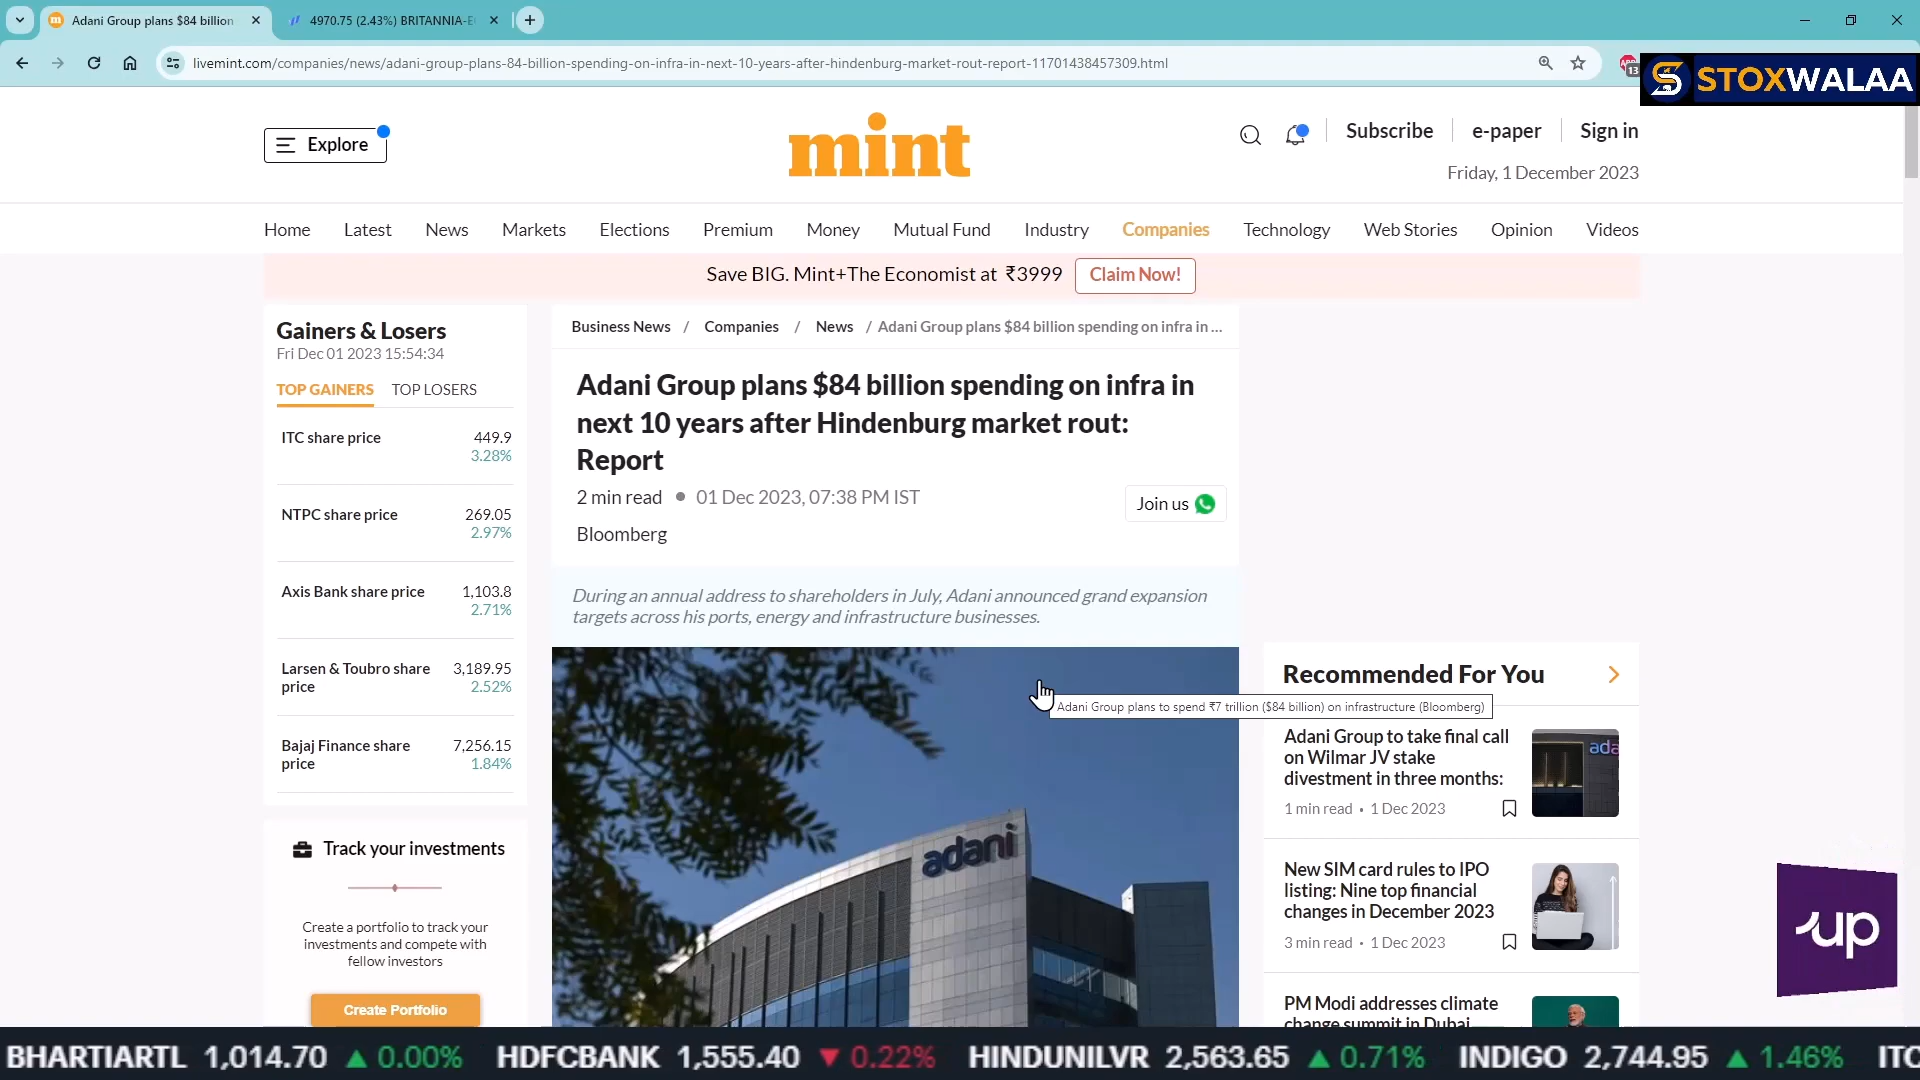 Adani Group plans $84 billion
4970.75 (2.43%) BRITANNIA-E
livemint.com/companies/news/adani-group-plans-84-billion-spending-on-infra-in-next-10-years-after-hindenburg-market-rout-report-11701438457309.html
13
STOXWALAA
Explore
mint
Subscribe
e-paper
Sign in
Friday, 1 December 2023
Home Latest News Markets Elections Premium Money Mutual Fund Industry Companies Technology Web Stories Opinion Videos
Save BIG. Mint+The Economist at ₹3999 Claim Now!
Gainers & Losers
Fri Dec 01 2023 15:54:34
TOP GAINERS TOP LOSERS
ITC share price 449.9
3.28%
NTPC share price 269.05
2.97%
Axis Bank share price 1,103.8
2.71%
Larsen & Toubro share 3,189.95
price 2.52%
Bajaj Finance share 7,256.15
price 1.84%
Track your investments
Create a portfolio to track your
investments and compete with
fellow investors
Create Portfolio
Business News / Companies / News / Adani Group plans $84 billion spending on infra in ...
Adani Group plans $84 billion spending on infra in
next 10 years after Hindenburg market rout:
Report
2 min read • 01 Dec 2023, 07:38 PM IST
Join us
Bloomberg
During an annual address to shareholders in July, Adani announced grand expansion
targets across his ports, energy and infrastructure businesses.
adani
Adani Group plans to spend ₹7 trillion ($84 billion) on infrastructure (Bloomberg)
Recommended For You
Adani Group to take final call
on Wilmar JV stake
divestment in three months:
1 min read • 1 Dec 2023
ada
New SIM card rules to IPO
listing: Nine top financial
changes in December 2023
3 min read • 1 Dec 2023
PM Modi addresses climate
change summit in Dubai
up
BHARTIARTL 1,014.70 ▲ 0.00% HDFCBANK 1,555.40 ▼ 0.22% HINDUNILVR 2,563.65 ▲ 0.71% INDIGO 2,744.95 ▲ 1.46% ITC